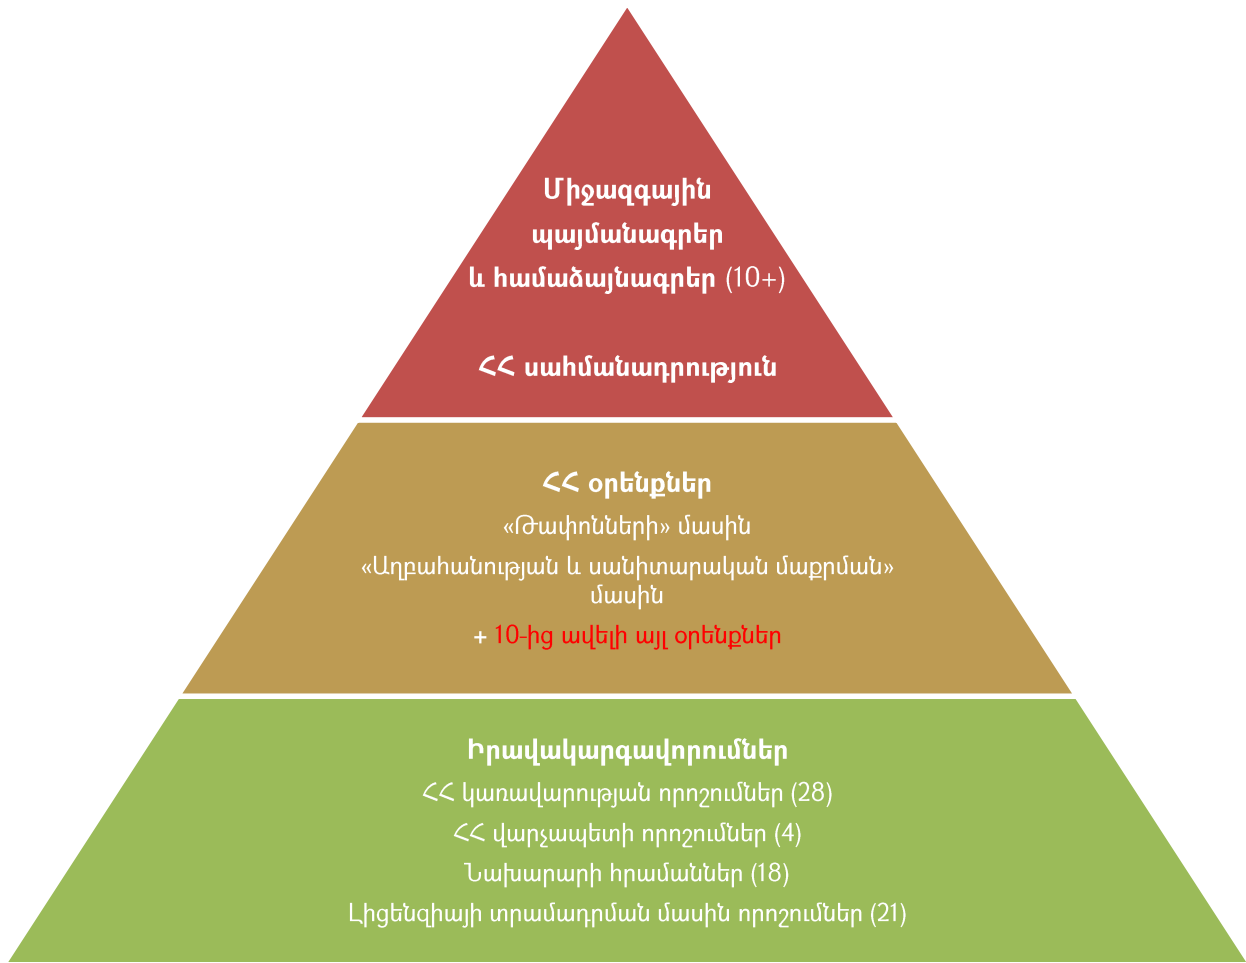 Միջազգային
պայմանագրեր
և համաձայնագրեր (10+)
ՀՀ սահմանադրություն
ՀՀ օրենքներ
«Թափոնների» մասին
«Աղբահանության և սանիտարական մաքրման»
մասին
+ 10-ից ավելի այլ օրենքներ
Իրավակարգավորումներ
ՀՀ կառավարության որոշումներ (28)
ՀՀ վարչապետի որոշումներ (4)
Նախարարի հրամաններ (18)
Լիցենզիայի տրամադրման մասին որոշումներ (21)